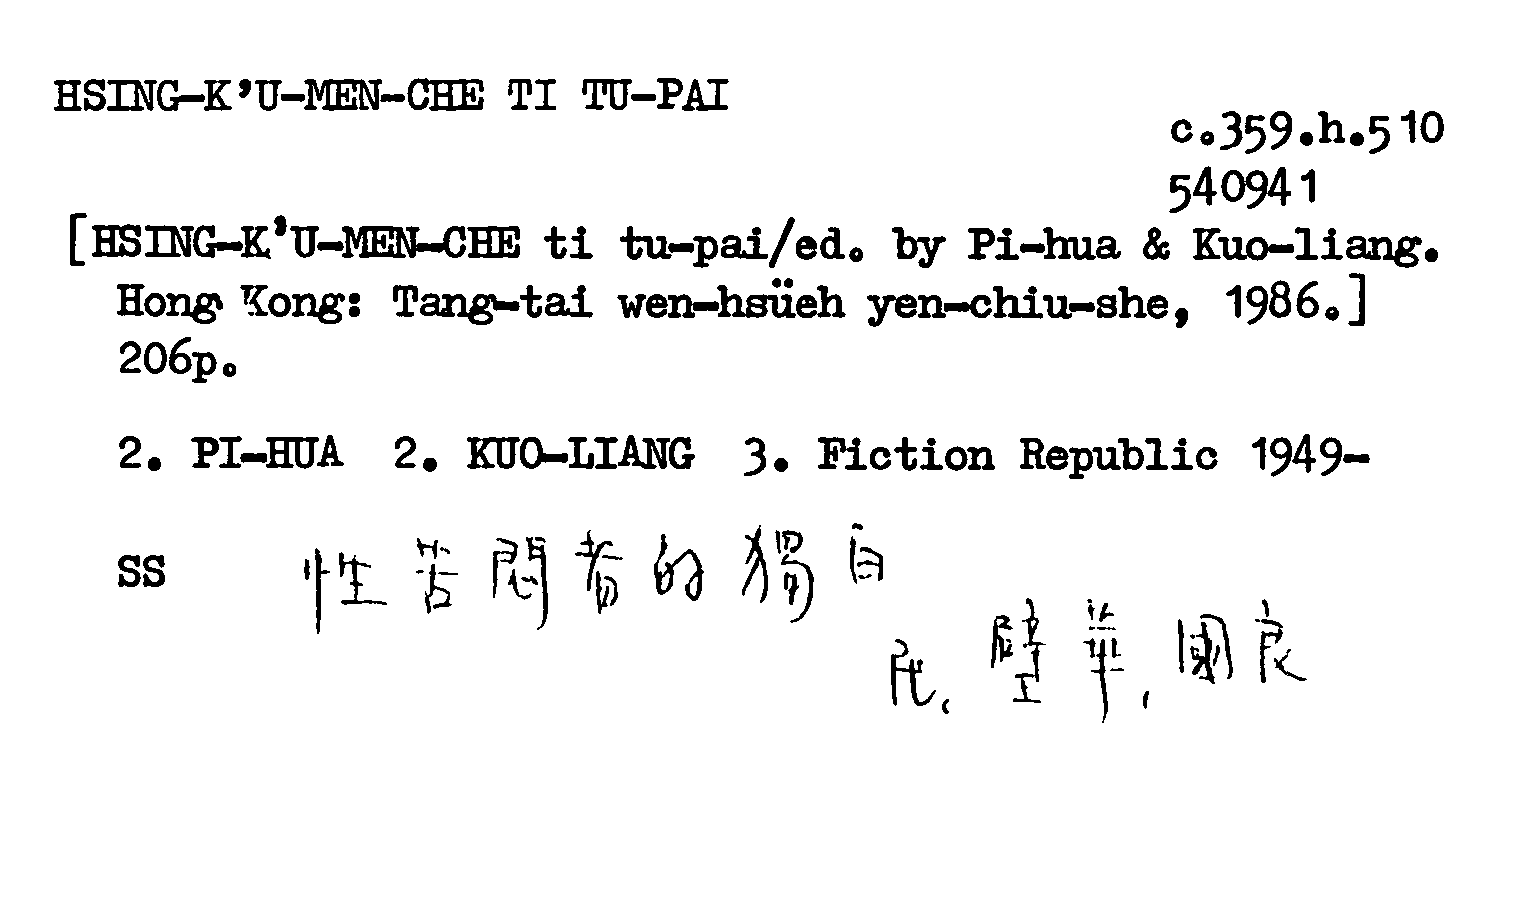 HSING-K'U-MEN-CHE TI TU-PAI
c.359.h.510
540941
[HSING-K'U-MEN-CHE ti tu-pai/ed. by Pi-hua & Kuo-liang.
Hong Kong: Tang-tai wen-hsüeh yen-chiu-she, 1986.]
206p.
2. PI-HUA 2. KUO-LIANG 3. Fiction Republic 1949-
SS 性苦悶者的獨白
璧華, 國良